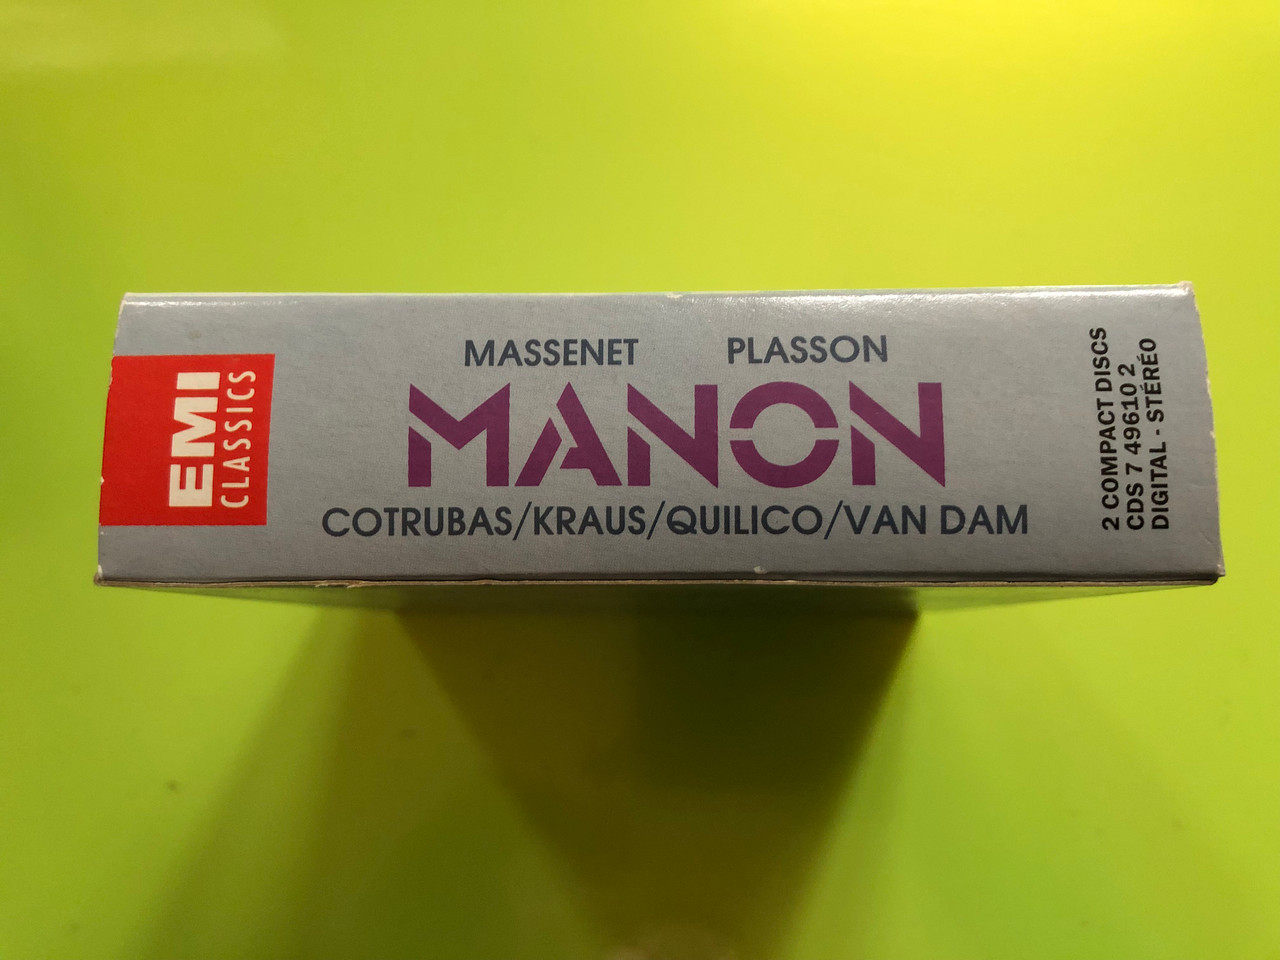 EMI
CLASSICS
MASSENET PLASSON
MANON
COTRUBAS/KRAUS/QUILICO/VAN DAM
2 COMPACT DISCS
CDS 7 49610 2
DIGITAL - STÉRÉO